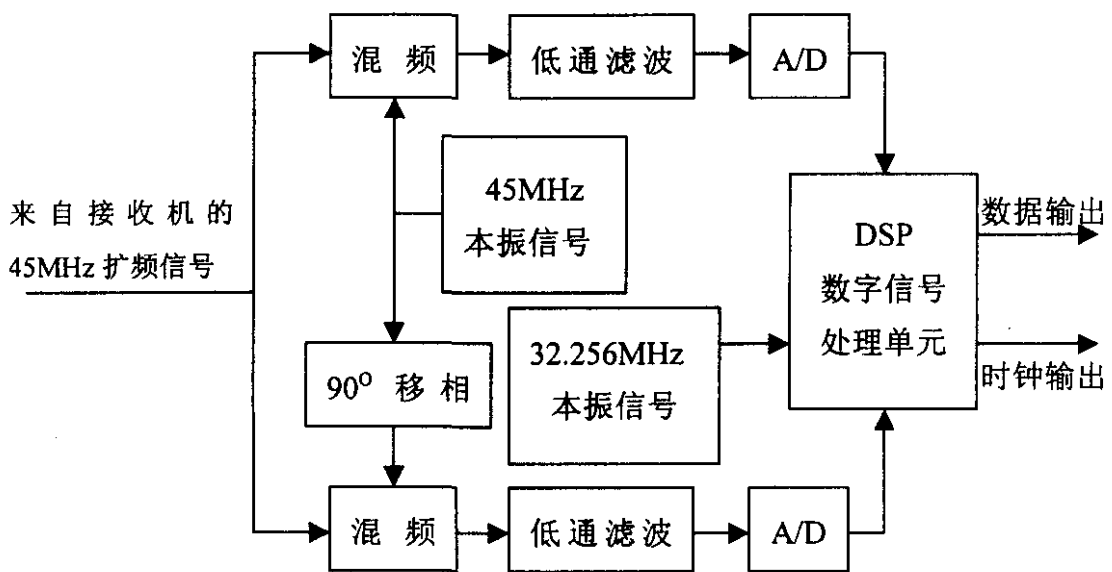 混 频
低通滤波
A/D
来自接收机的
45MHz 扩频信号
45MHz
本振信号
DSP
数字信号
处理单元
数据输出
时钟输出
32.256MHz
本振信号
90° 移 相
混 频
低通滤波
A/D